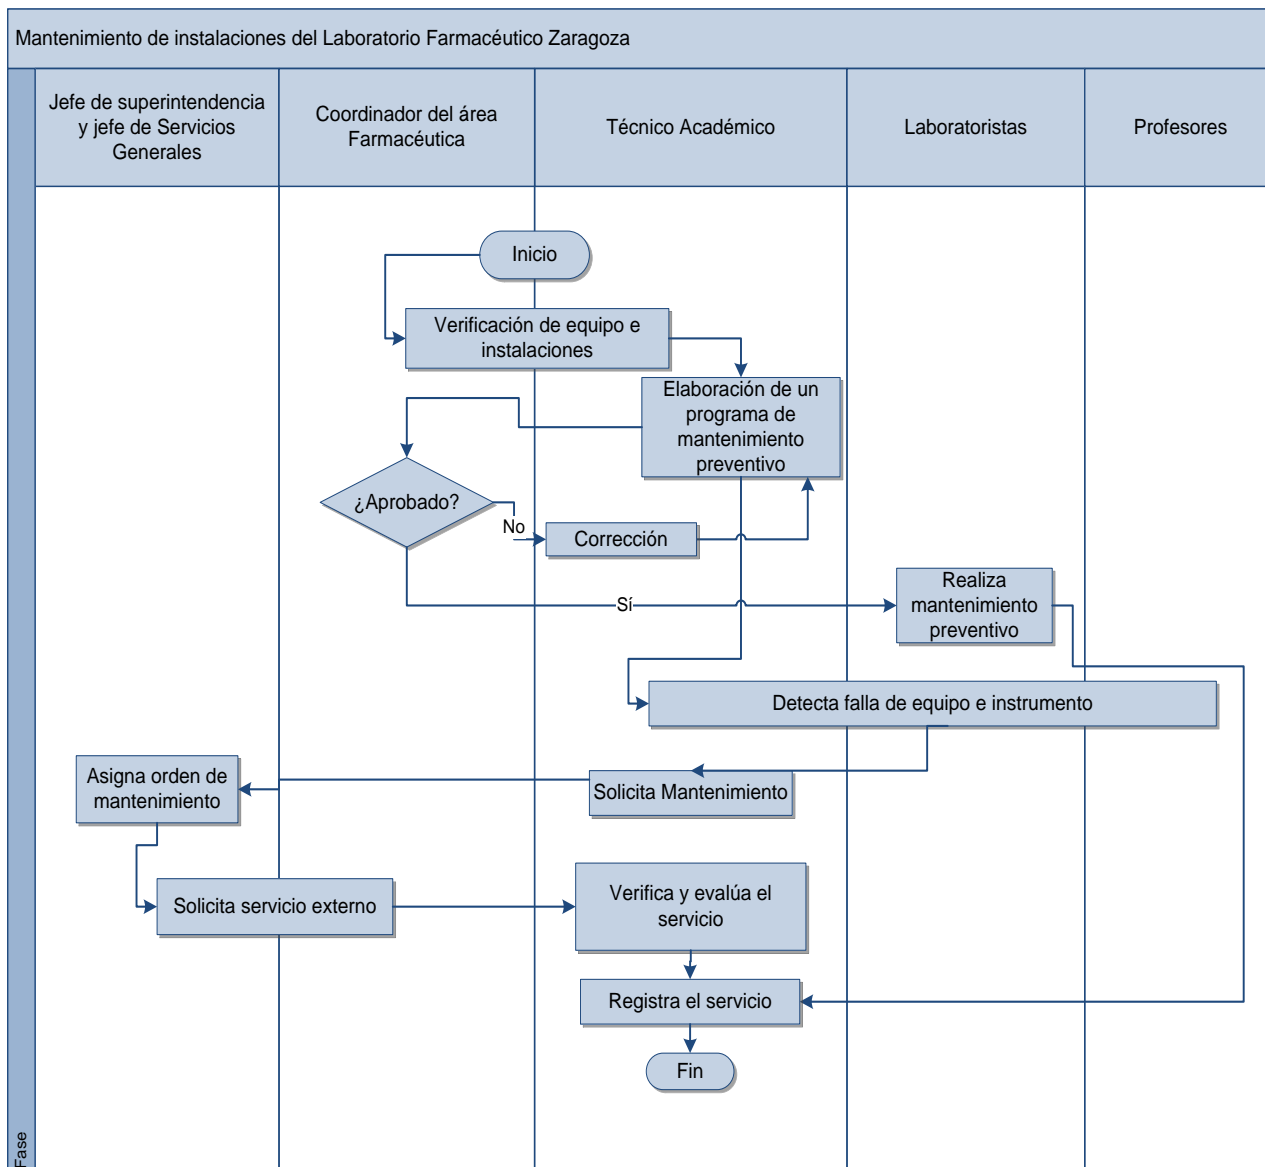 Mantenimiento de instalaciones del Laboratorio Farmacéutico Zaragoza
Jefe de superintendencia
y jefe de Servicios
Generales
Coordinador del área
Farmacéutica
Técnico Académico
Laboratoristas
Profesores
Inicio
Verificación de equipo e
instalaciones
Elaboración de un
programa de
mantenimiento
preventivo
¿Aprobado?
No
Corrección
Sí
Realiza
mantenimiento
preventivo
Detecta falla de equipo e instrumento
Asigna orden de
mantenimiento
Solicita Mantenimiento
Solicita servicio externo
Verifica y evalúa el
servicio
Registra el servicio
Fin
Fase